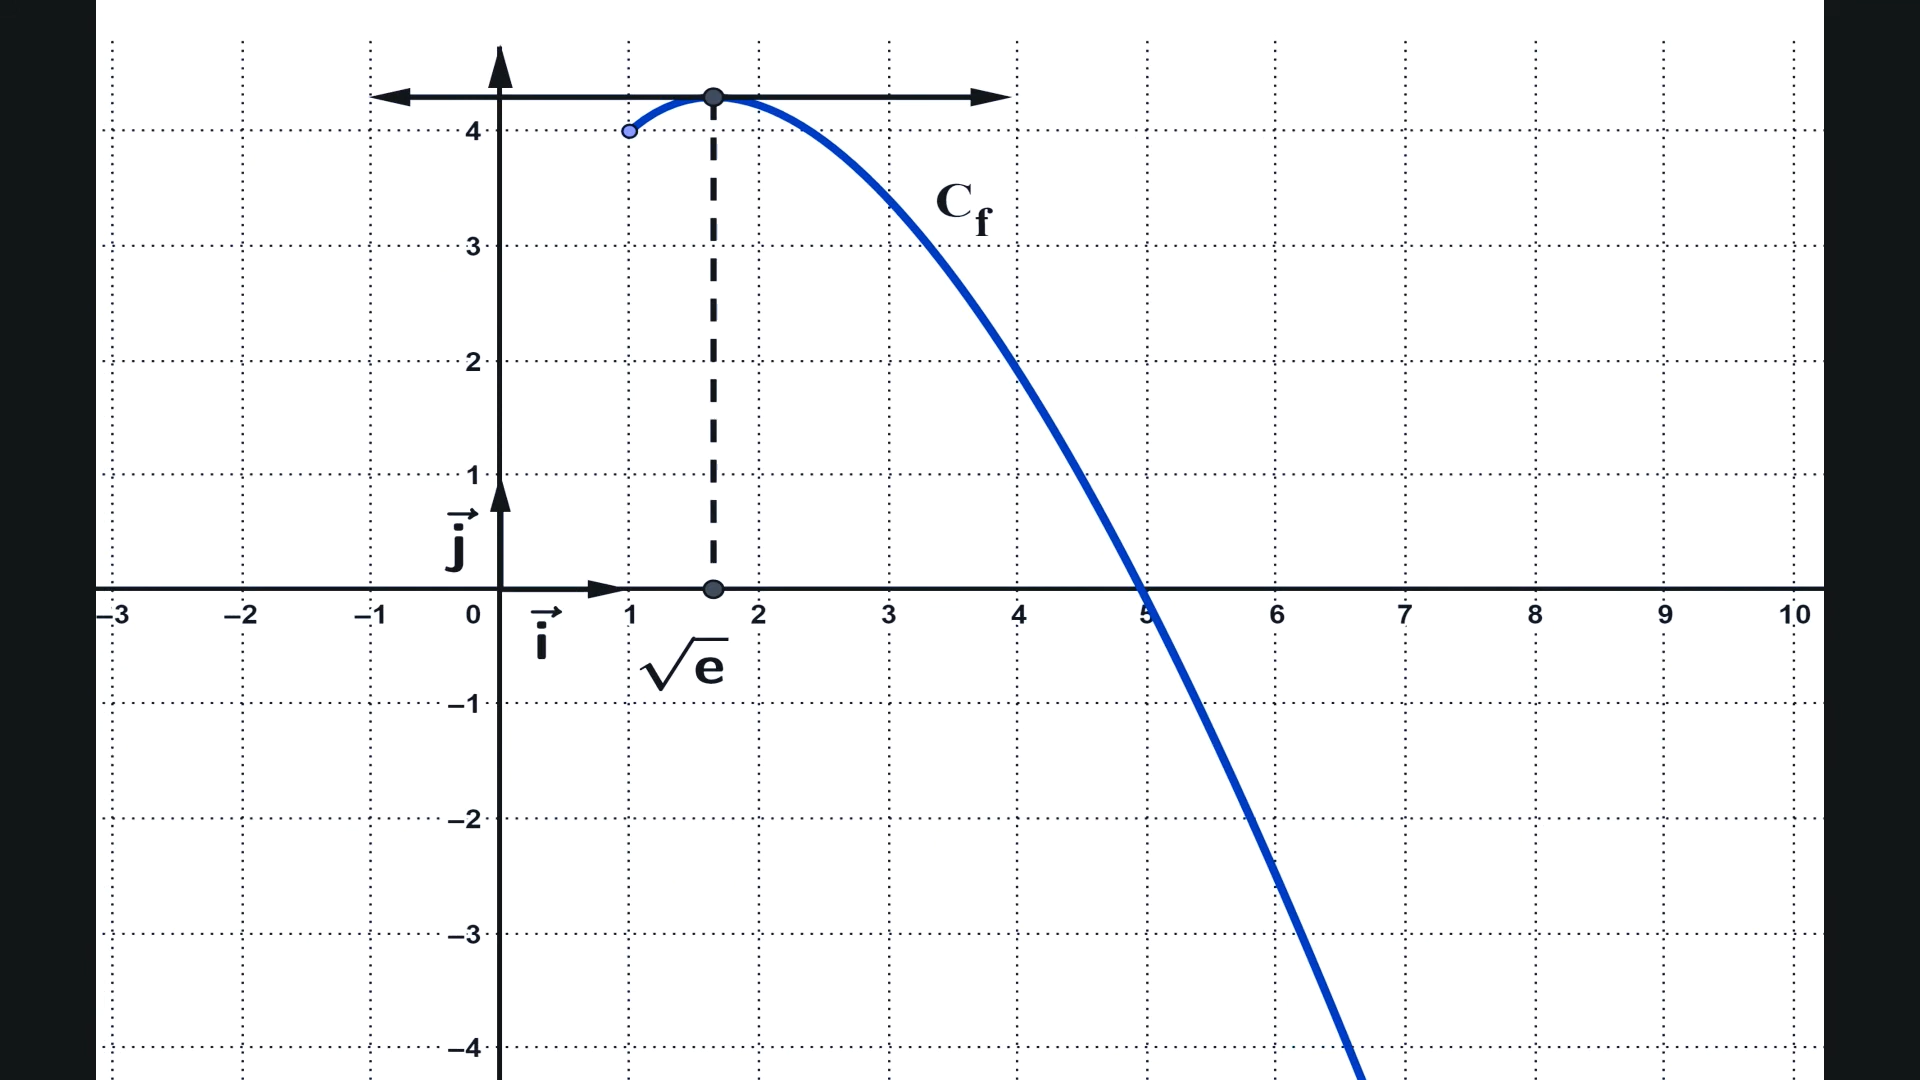 4
C_f
3
2
1
j⃗
–3 –2 –1 0 1 2 3 4 5 6 7 8 9 10
i⃗
√e
–1
–2
–3
–4